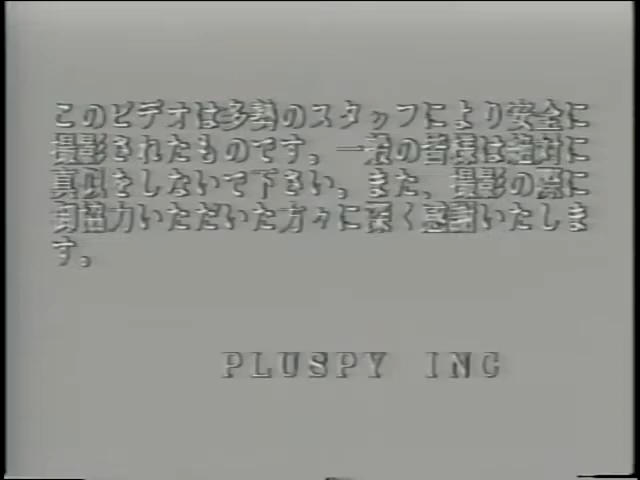 このビデオは多勢のスタッフにより安全に
撮影されたものです。一般の皆様は絶対に
真似をしないで下さい。また、撮影の際に
御協力いただいた方々に深く感謝いたしま
す。
PLUSPY INC